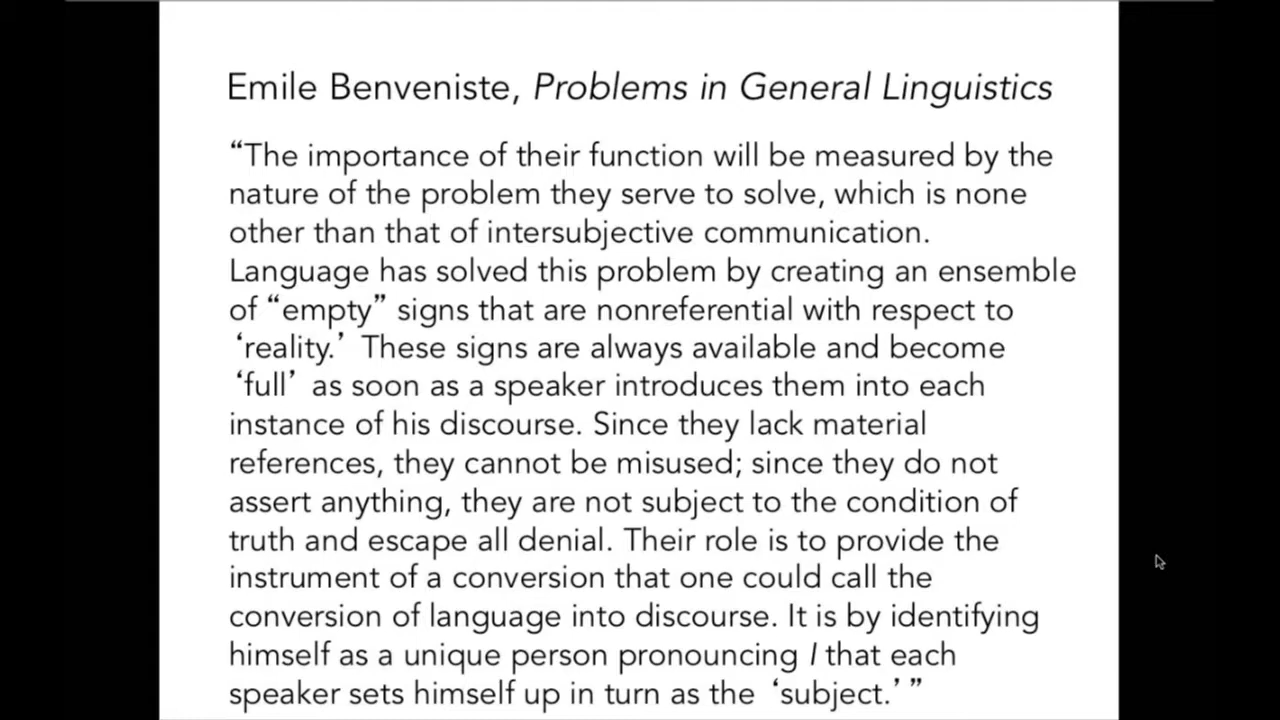 Emile Benveniste, Problems in General Linguistics
“The importance of their function will be measured by the
nature of the problem they serve to solve, which is none
other than that of intersubjective communication.
Language has solved this problem by creating an ensemble
of “empty” signs that are nonreferential with respect to
‘reality.’ These signs are always available and become
‘full’ as soon as a speaker introduces them into each
instance of his discourse. Since they lack material
references, they cannot be misused; since they do not
assert anything, they are not subject to the condition of
truth and escape all denial. Their role is to provide the
instrument of a conversion that one could call the
conversion of language into discourse. It is by identifying
himself as a unique person pronouncing I that each
speaker sets himself up in turn as the ‘subject.’ ”